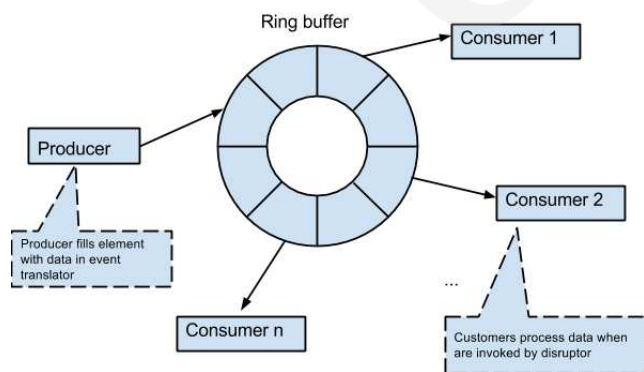 Ring buffer
Consumer 1
Producer
Consumer 2
Producer fills element
with data in event
translator
...
Consumer n
Customers process data when
are invoked by disruptor